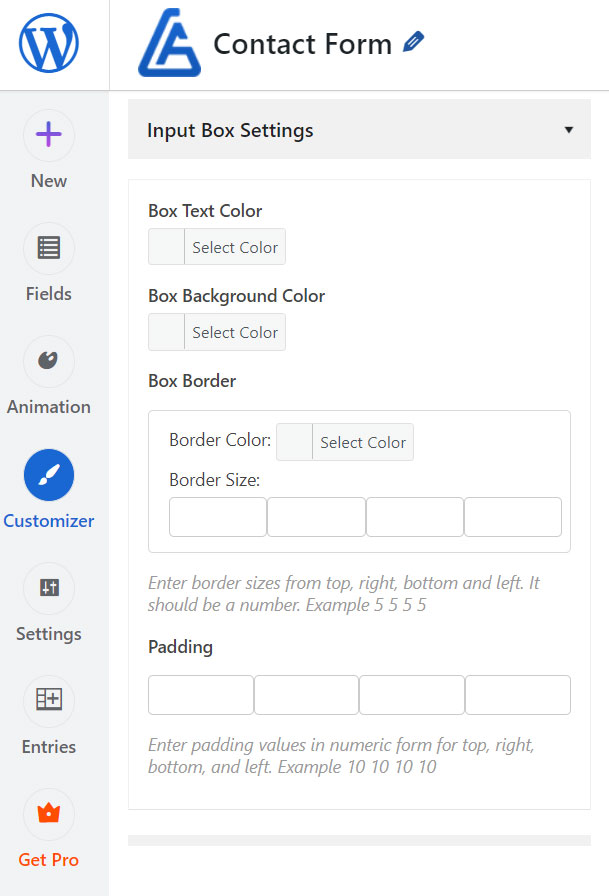 Contact Form
New
Fields
Animation
Customizer
Settings
Entries
Get Pro
Input Box Settings
Box Text Color
Select Color
Box Background Color
Select Color
Box Border
Border Color: Select Color
Border Size:
Enter border sizes from top, right, bottom and left. It
should be a number. Example 5 5 5 5
Padding
Enter padding values in numeric form for top, right,
bottom, and left. Example 10 10 10 10